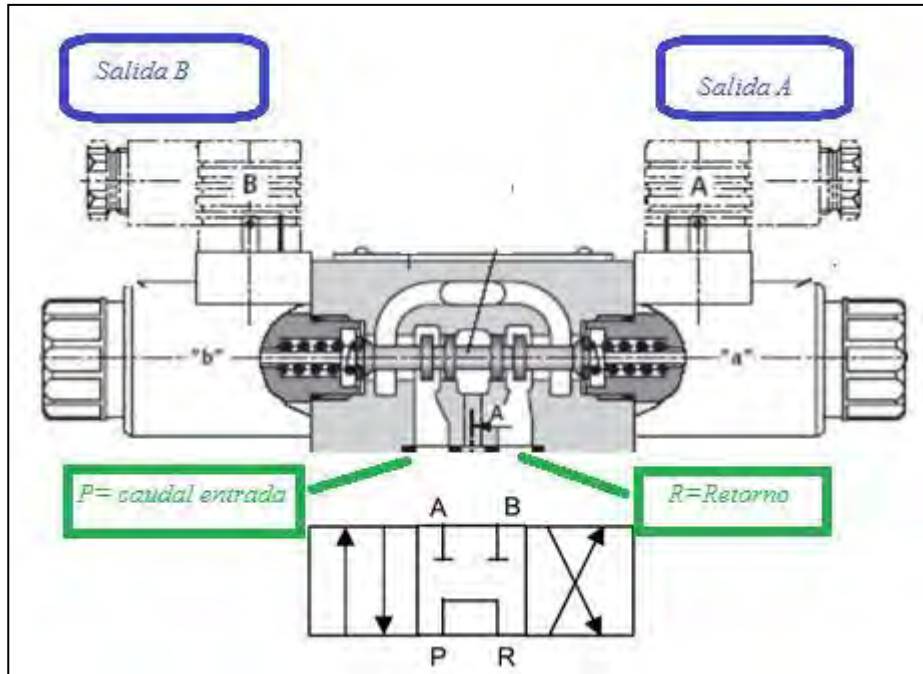 Salida B
Salida A
B
A
"b"
"a"
A
P= caudal entrada
R=Retorno
A B
P R